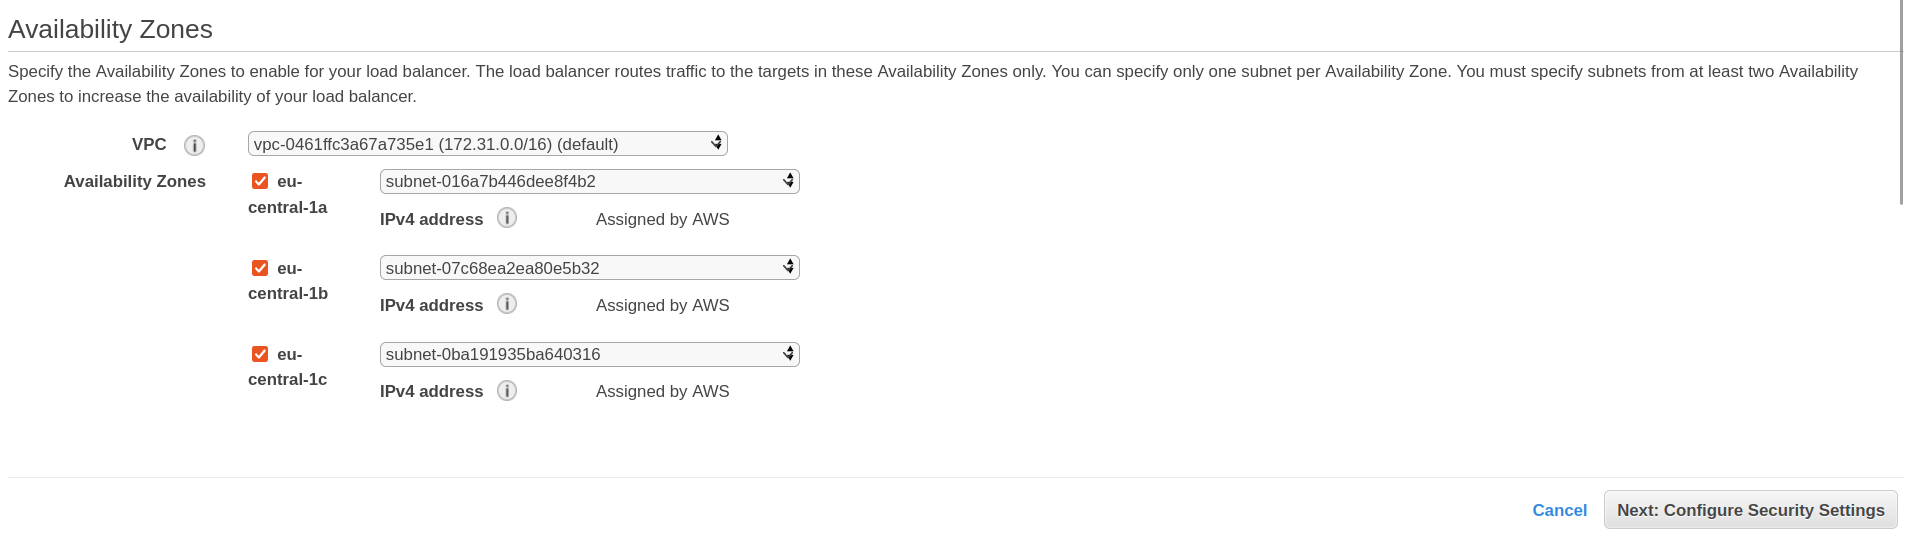 Availability Zones
Specify the Availability Zones to enable for your load balancer. The load balancer routes traffic to the targets in these Availability Zones only. You can specify only one subnet per Availability Zone. You must specify subnets from at least two Availability
Zones to increase the availability of your load balancer.
VPC vpc-0461ffc3a67a735e1 (172.31.0.0/16) (default)
Availability Zones eu- subnet-016a7b446dee8f4b2
central-1a
IPv4 address Assigned by AWS
eu- subnet-07c68ea2ea80e5b32
central-1b
IPv4 address Assigned by AWS
eu- subnet-0ba191935ba640316
central-1c
IPv4 address Assigned by AWS
Cancel Next: Configure Security Settings